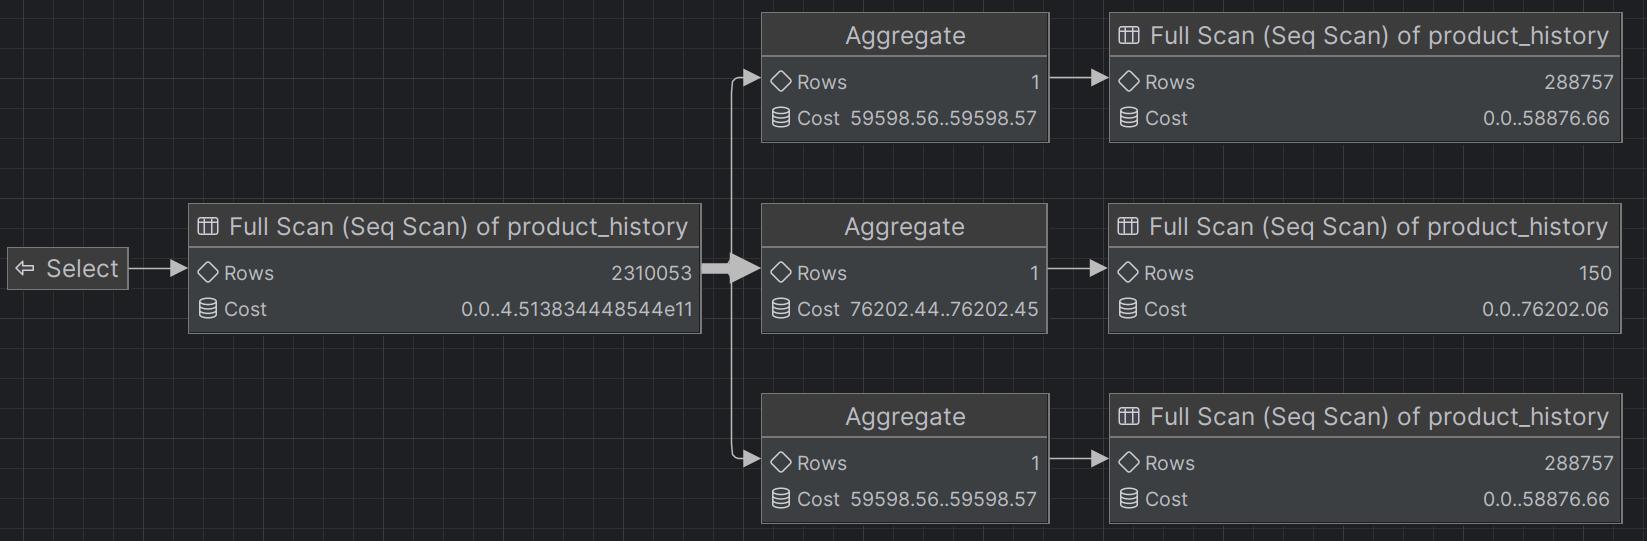 Select
Full Scan (Seq Scan) of product_history
Rows 2310053
Cost 0.0..4.513834448544e11
Aggregate
Rows 1
Cost 59598.56..59598.57
Full Scan (Seq Scan) of product_history
Rows 288757
Cost 0.0..58876.66
Aggregate
Rows 1
Cost 76202.44..76202.45
Full Scan (Seq Scan) of product_history
Rows 150
Cost 0.0..76202.06
Aggregate
Rows 1
Cost 59598.56..59598.57
Full Scan (Seq Scan) of product_history
Rows 288757
Cost 0.0..58876.66